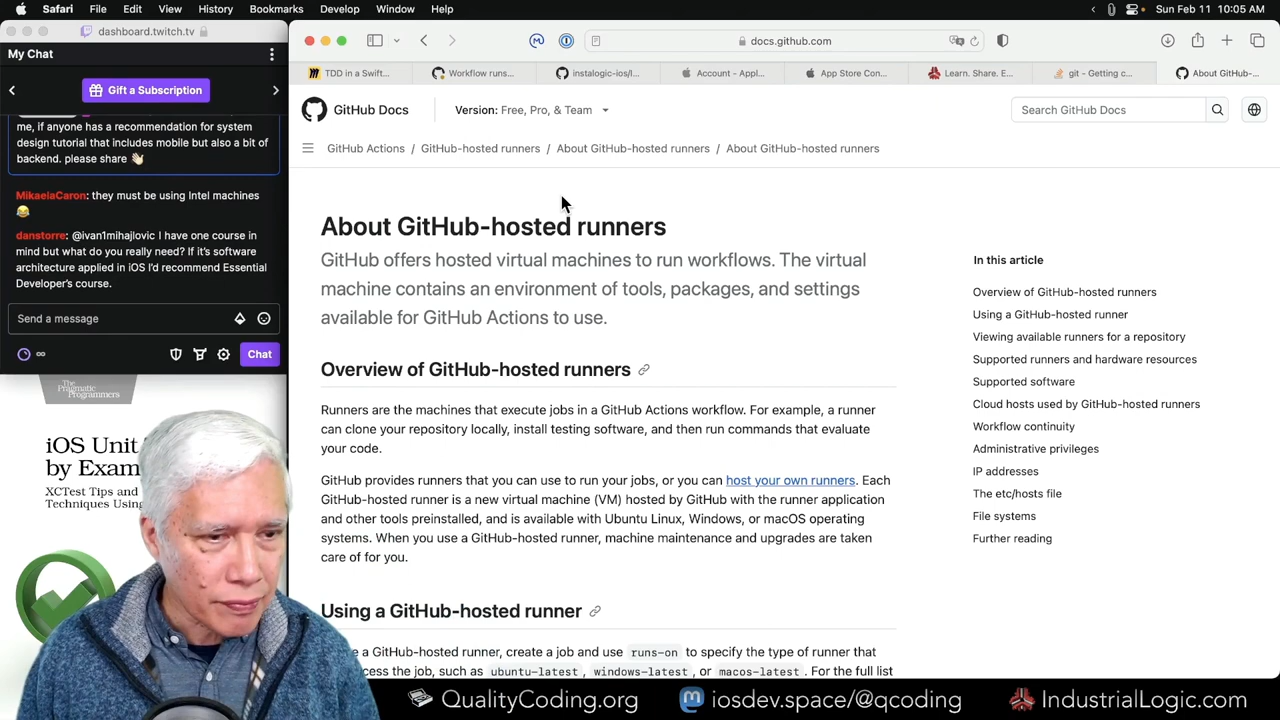 Safari File Edit View History Bookmarks Develop Window Help
Sun Feb 11 10:05 AM
dashboard.twitch.tv
My Chat
Gift a Subscription
me, if anyone has a recommendation for system
design tutorial that includes mobile but also a bit of
backend. please share 👋🏻
MikaelaCaron: they must be using Intel machines
😂
danstorre: @ivan1mihajlovic I have one course in
mind but what do you really need? If it's software
architecture applied in iOS I'd recommend Essential
Developer's course.
Send a message
Chat
The
Pragmatic
Programmers
iOS Unit
by Exam
XCTest Tips and
Techniques Using
docs.github.com
TDD in a Swift...
Workflow runs...
instalogic-ios/I...
Account - Appl...
App Store Con...
Learn. Share. E...
git - Getting c...
About GitHub-...
GitHub Docs
Version: Free, Pro, & Team
Search GitHub Docs
GitHub Actions / GitHub-hosted runners / About GitHub-hosted runners / About GitHub-hosted runners
About GitHub-hosted runners
GitHub offers hosted virtual machines to run workflows. The virtual
machine contains an environment of tools, packages, and settings
available for GitHub Actions to use.
Overview of GitHub-hosted runners
Runners are the machines that execute jobs in a GitHub Actions workflow. For example, a runner
can clone your repository locally, install testing software, and then run commands that evaluate
your code.
GitHub provides runners that you can use to run your jobs, or you can host your own runners. Each
GitHub-hosted runner is a new virtual machine (VM) hosted by GitHub with the runner application
and other tools preinstalled, and is available with Ubuntu Linux, Windows, or macOS operating
systems. When you use a GitHub-hosted runner, machine maintenance and upgrades are taken
care of for you.
Using a GitHub-hosted runner
e a GitHub-hosted runner, create a job and use runs-on to specify the type of runner that
cess the job, such as ubuntu-latest, windows-latest, or macos-latest. For the full list
In this article
Overview of GitHub-hosted runners
Using a GitHub-hosted runner
Viewing available runners for a repository
Supported runners and hardware resources
Supported software
Cloud hosts used by GitHub-hosted runners
Workflow continuity
Administrative privileges
IP addresses
The etc/hosts file
File systems
Further reading
QualityCoding.org
iosdev.space/@qcoding
IndustrialLogic.com